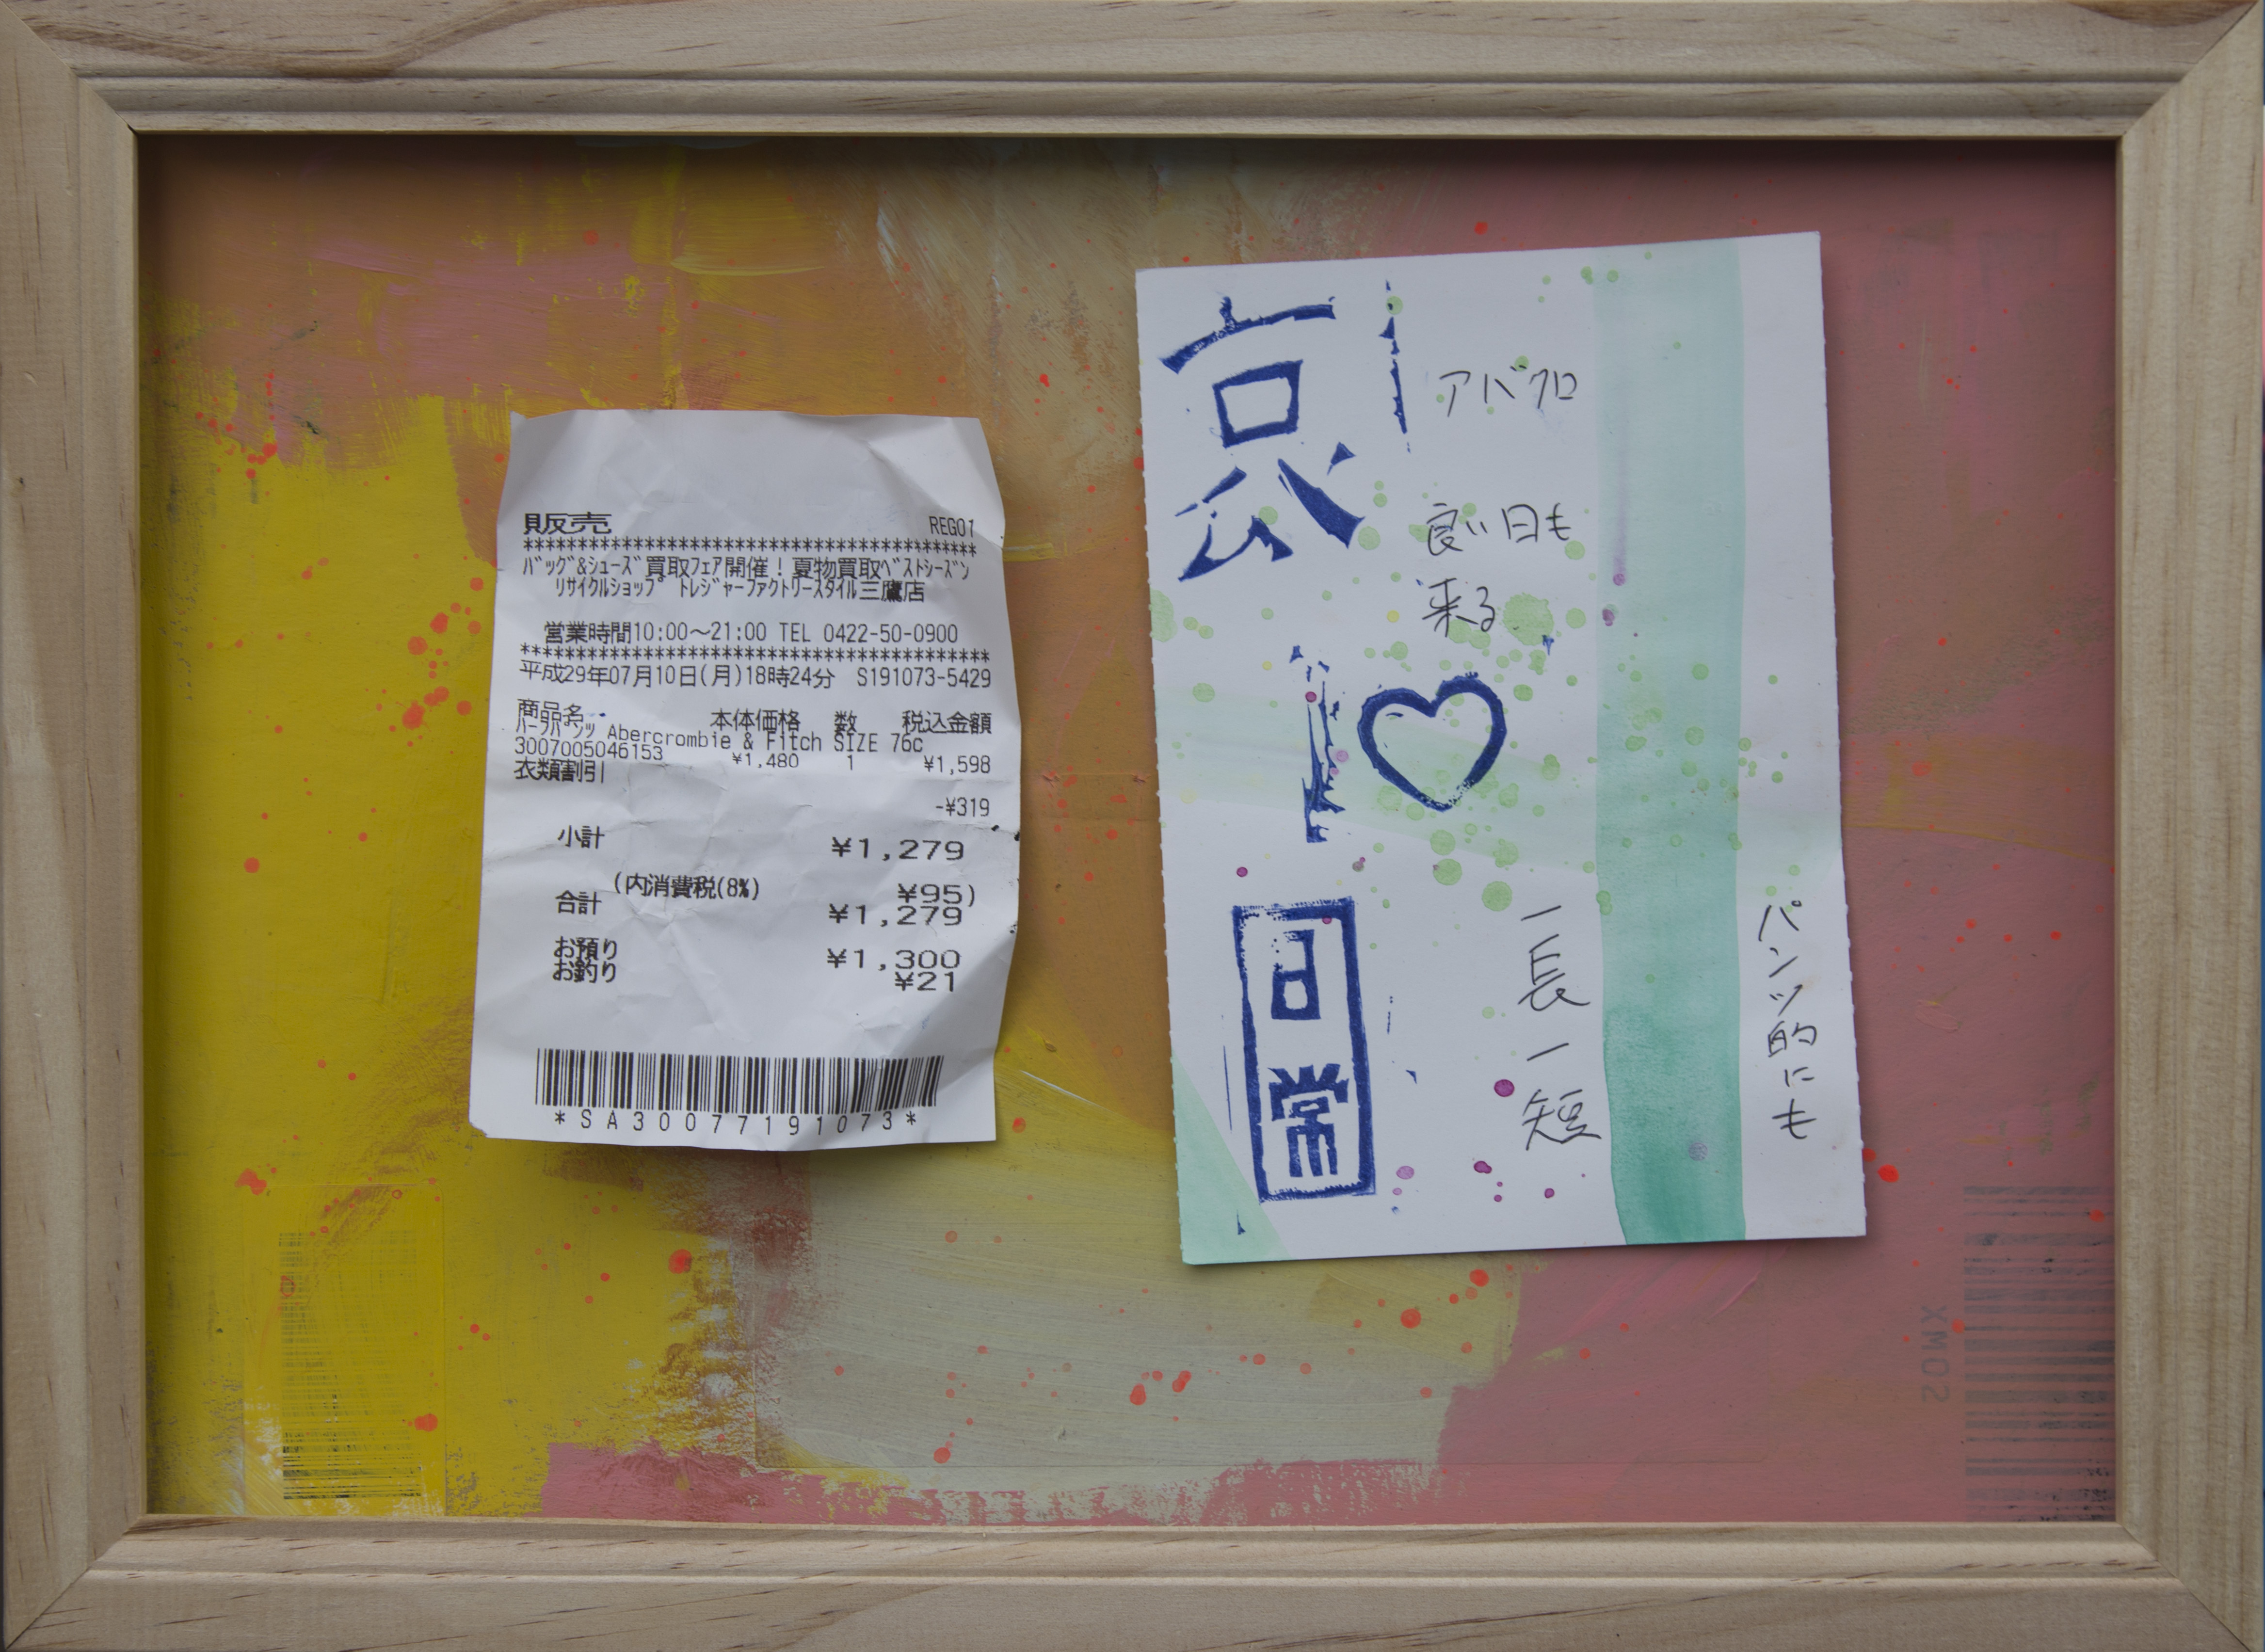 販売 REG01
****************************************
バッグ&シューズ買取フェア開催！夏物買取ベストシーズン
リサイクルショップ トレジャーファクトリースタイル三鷹店
営業時間10:00～21:00 TEL 0422-50-0900
****************************************
平成29年07月10日(月)18時24分 S191073-5429
商品名 本体価格 数 税込金額
ハーフパンツ Abercrombie & Fitch SIZE 76c
3007005046153 ¥1,480 1 ¥1,598
衣類割引
-¥319
小計 ¥1,279
(内消費税(8%) ¥95)
合計 ¥1,279
お預り ¥1,300
お釣り ¥21
*SA30077191073*
アバクロ
良い日も
来る
パンツ的にも
一長一短
日常
XM02